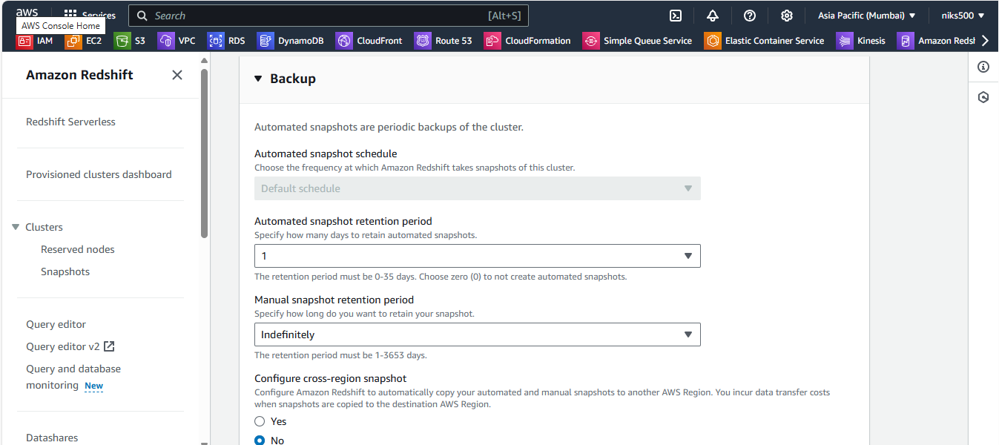 aws
Services
Search
[Alt+S]
Asia Pacific (Mumbai)
niks500
AWS Console Home
IAM
EC2
S3
VPC
RDS
DynamoDB
CloudFront
Route 53
CloudFormation
Simple Queue Service
Elastic Container Service
Kinesis
Amazon Redsh
Amazon Redshift
Redshift Serverless
Provisioned clusters dashboard
Clusters
Reserved nodes
Snapshots
Query editor
Query editor v2
Query and database
monitoring New
Datashares
Backup
Automated snapshots are periodic backups of the cluster.
Automated snapshot schedule
Choose the frequency at which Amazon Redshift takes snapshots of this cluster.
Default schedule
Automated snapshot retention period
Specify how many days to retain automated snapshots.
1
The retention period must be 0-35 days. Choose zero (0) to not create automated snapshots.
Manual snapshot retention period
Specify how long do you want to retain your snapshot.
Indefinitely
The retention period must be 1-3653 days.
Configure cross-region snapshot
Configure Amazon Redshift to automatically copy your automated and manual snapshots to another AWS Region. You incur data transfer costs
when snapshots are copied to the destination AWS Region.
Yes
No